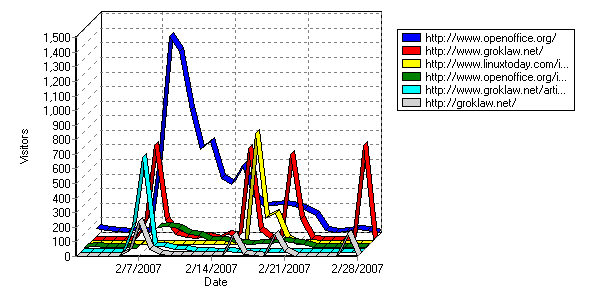 1,500
1,400
1,300
1,200
1,100
1,000
900
800
700
600
500
400
300
200
100
0
Visitors
2/7/2007
2/14/2007
2/21/2007
2/28/2007
Date
http://www.openoffice.org/
http://www.groklaw.net/
http://www.linuxtoday.com/i...
http://www.openoffice.org/i...
http://www.groklaw.net/arti...
http://groklaw.net/